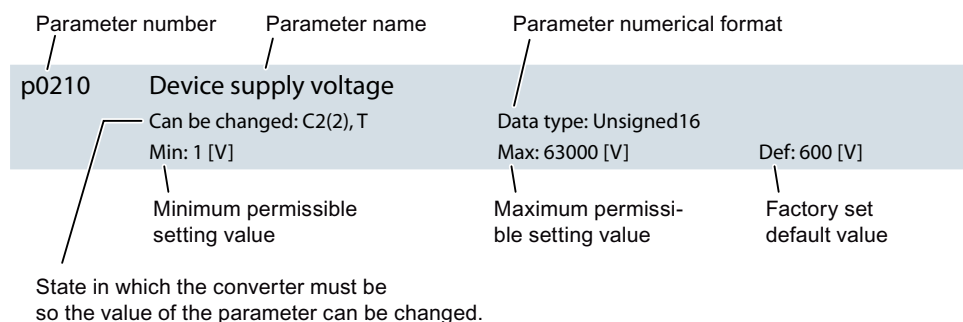 Parameter number Parameter name Parameter numerical format
p0210 Device supply voltage
Can be changed: C2(2), T Data type: Unsigned16
Min: 1 [V] Max: 63000 [V] Def: 600 [V]
Minimum permissible Maximum permissi- Factory set
setting value ble setting value default value
State in which the converter must be
so the value of the parameter can be changed.